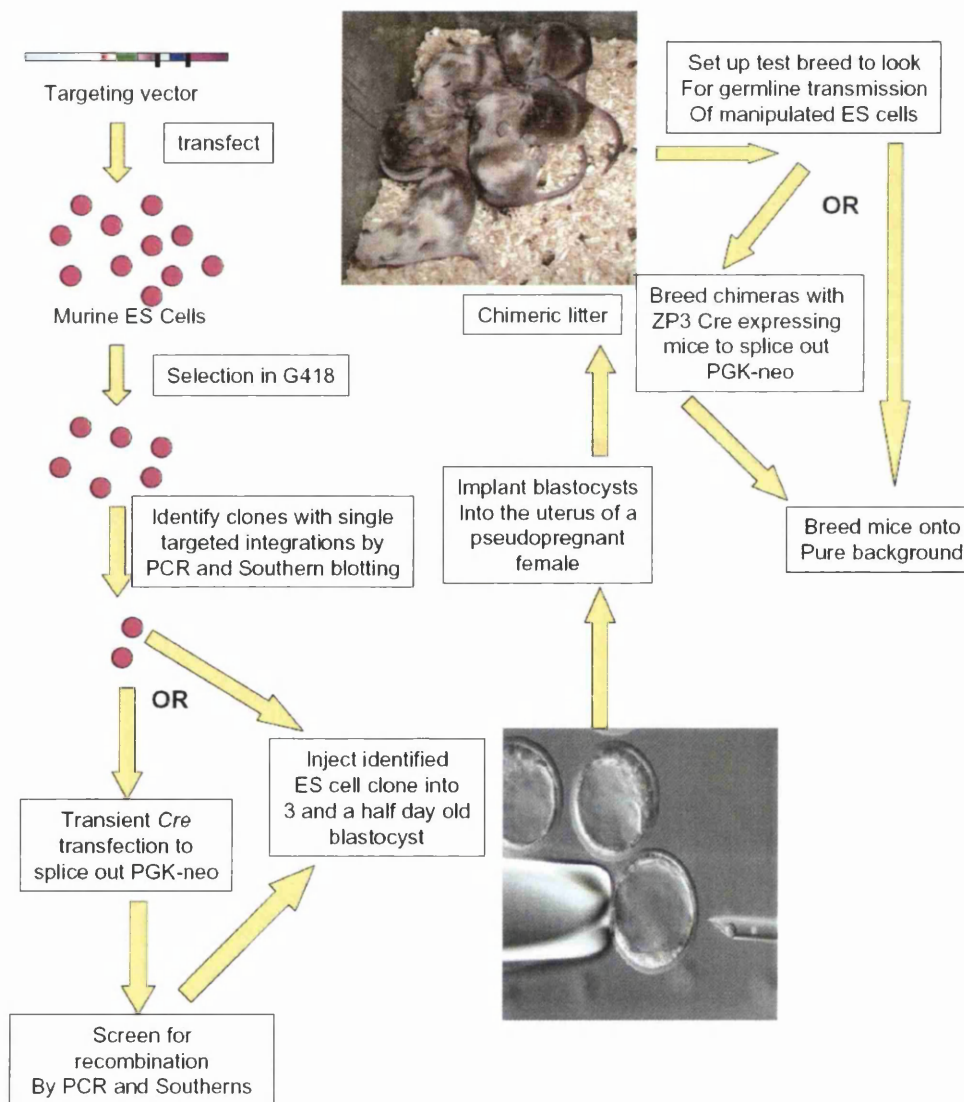 Targeting vector
transfect
Murine ES Cells
Selection in G418
Identify clones with single
targeted integrations by
PCR and Southern blotting
OR
Transient Cre
transfection to
splice out PGK-neo
Screen for
recombination
By PCR and Southerns
Inject identified
ES cell clone into
3 and a half day old
blastocyst
Implant blastocysts
Into the uterus of a
pseudopregnant
female
Chimeric litter
Set up test breed to look
For germline transmission
Of manipulated ES cells
OR
Breed chimeras with
ZP3 Cre expressing
mice to splice out
PGK-neo
Breed mice onto
Pure background